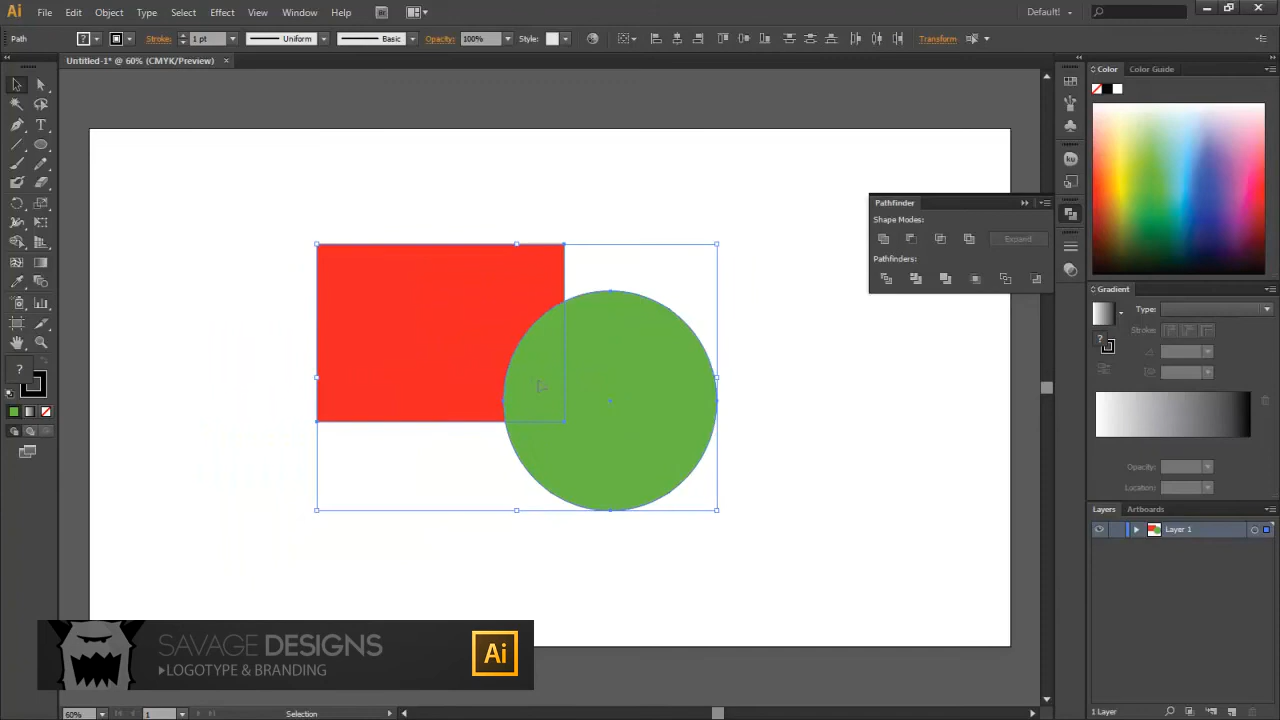 Ai File Edit Object Type Select Effect View Window Help Br Default!
Path ? Stroke: 1 pt Uniform Basic Opacity: 100% Style: Transform
Untitled-1* @ 60% (CMYK/Preview) ×
Color Color Guide
ku
Pathfinder
Shape Modes:
Expand
Pathfinders:
Gradient
Type:
Stroke:
?
?
Opacity:
Location:
Layers Artboards
Layer 1
SAVAGE DESIGNS
LOGOTYPE & BRANDING
Ai
60% 1 Selection 1 Layer